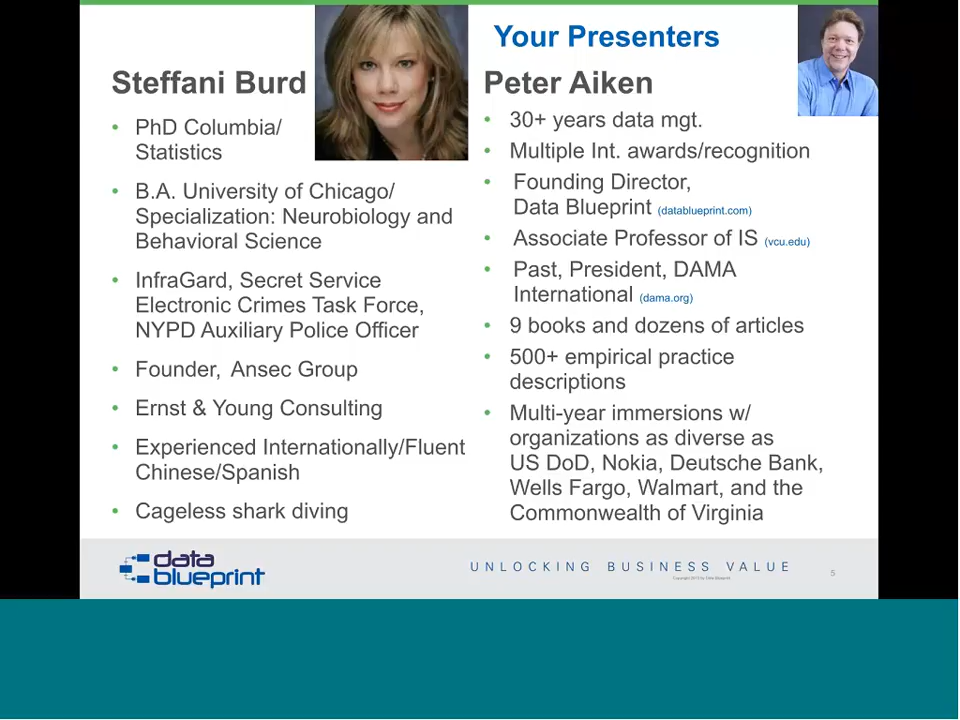 Your Presenters
Steffani Burd
• PhD Columbia/
Statistics
• B.A. University of Chicago/
Specialization: Neurobiology and
Behavioral Science
• InfraGard, Secret Service
Electronic Crimes Task Force,
NYPD Auxiliary Police Officer
• Founder, Ansec Group
• Ernst & Young Consulting
• Experienced Internationally/Fluent
Chinese/Spanish
• Cageless shark diving
Peter Aiken
• 30+ years data mgt.
• Multiple Int. awards/recognition
• Founding Director,
Data Blueprint (datablueprint.com)
• Associate Professor of IS (vcu.edu)
• Past, President, DAMA
International (dama.org)
• 9 books and dozens of articles
• 500+ empirical practice
descriptions
• Multi-year immersions w/
organizations as diverse as
US DoD, Nokia, Deutsche Bank,
Wells Fargo, Walmart, and the
Commonwealth of Virginia
data
blueprint
UNLOCKING BUSINESS VALUE
5